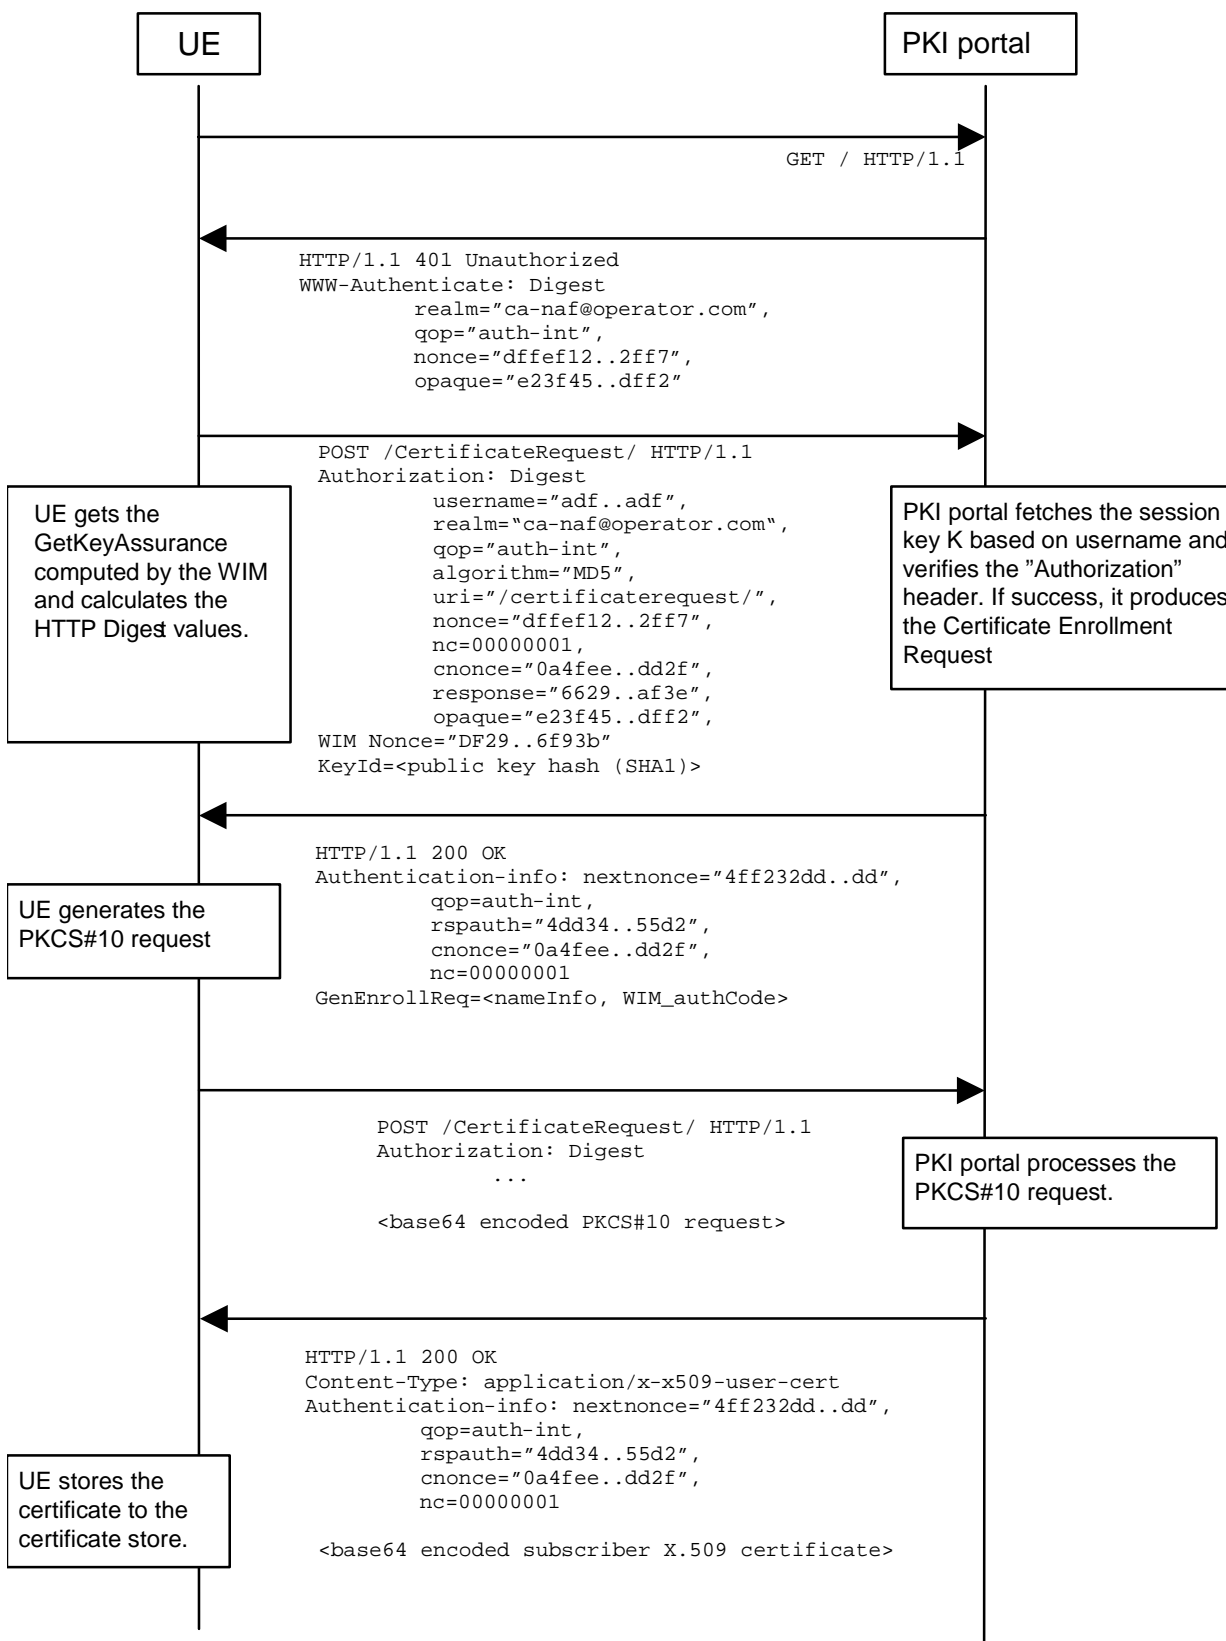 UE
PKI portal
GET / HTTP/1.1
HTTP/1.1 401 Unauthorized
WWW-Authenticate: Digest
realm="ca-naf@operator.com",
qop="auth-int",
nonce="dffef12..2ff7",
opaque="e23f45..dff2"
POST /CertificateRequest/ HTTP/1.1
Authorization: Digest
username="adf..adf",
realm="ca-naf@operator.com",
qop="auth-int",
algorithm="MD5",
uri="/certificaterequest/",
nonce="dffef12..2ff7",
nc=00000001,
cnonce="0a4fee..dd2f",
response="6629..af3e",
opaque="e23f45..dff2",
WIM Nonce="DF29..6f93b"
KeyId=<public key hash (SHA1)>
UE gets the
GetKeyAssurance
computed by the WIM
and calculates the
HTTP Digest values.
PKI portal fetches the session
key K based on username and
verifies the "Authorization"
header. If success, it produces
the Certificate Enrollment
Request
HTTP/1.1 200 OK
Authentication-info: nextnonce="4ff232dd..dd",
qop=auth-int,
rspauth="4dd34..55d2",
cnonce="0a4fee..dd2f",
nc=00000001
GenEnrollReq=<nameInfo, WIM_authCode>
UE generates the
PKCS#10 request
POST /CertificateRequest/ HTTP/1.1
Authorization: Digest
...
<base64 encoded PKCS#10 request>
PKI portal processes the
PKCS#10 request.
HTTP/1.1 200 OK
Content-Type: application/x-x509-user-cert
Authentication-info: nextnonce="4ff232dd..dd",
qop=auth-int,
rspauth="4dd34..55d2",
cnonce="0a4fee..dd2f",
nc=00000001
<base64 encoded subscriber X.509 certificate>
UE stores the
certificate to the
certificate store.